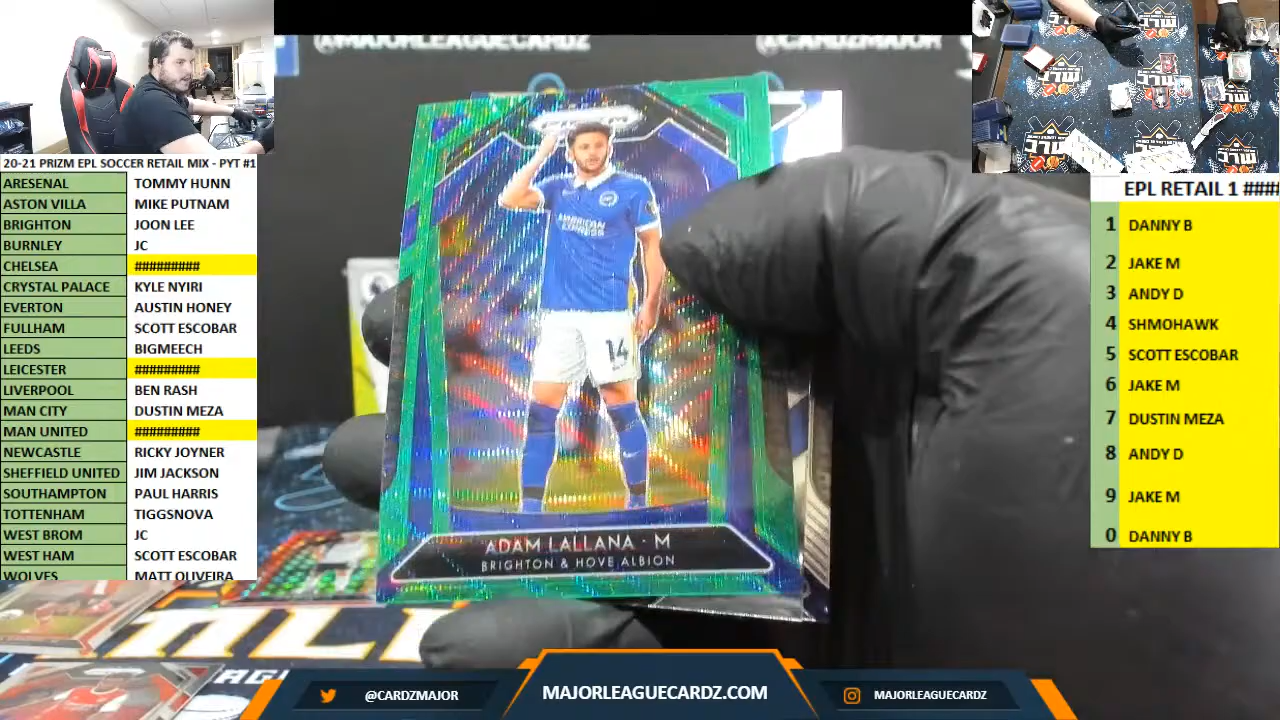 @MAJORLEAGUECARDZ
@CARDZMAJOR
20-21 PRIZM EPL SOCCER RETAIL MIX - PYT #1
ARESENAL TOMMY HUNN
ASTON VILLA MIKE PUTNAM
BRIGHTON JOON LEE
BURNLEY JC
CHELSEA #########
CRYSTAL PALACE KYLE NYIRI
EVERTON AUSTIN HONEY
FULLHAM SCOTT ESCOBAR
LEEDS BIGMEECH
LEICESTER #########
LIVERPOOL BEN RASH
MAN CITY DUSTIN MEZA
MAN UNITED #########
NEWCASTLE RICKY JOYNER
SHEFFIELD UNITED JIM JACKSON
SOUTHAMPTON PAUL HARRIS
TOTTENHAM TIGGSNOVA
WEST BROM JC
WEST HAM SCOTT ESCOBAR
WOLVES MATT OLIVEIRA
PRIZM
AMERICAN
EXPRESS
14
ADAM LALLANA · M
BRIGHTON & HOVE ALBION
EPL RETAIL 1 ####
1 DANNY B
2 JAKE M
3 ANDY D
4 SHMOHAWK
5 SCOTT ESCOBAR
6 JAKE M
7 DUSTIN MEZA
8 ANDY D
9 JAKE M
0 DANNY B
@CARDZMAJOR
MAJORLEAGUECARDZ.COM
MAJORLEAGUECARDZ